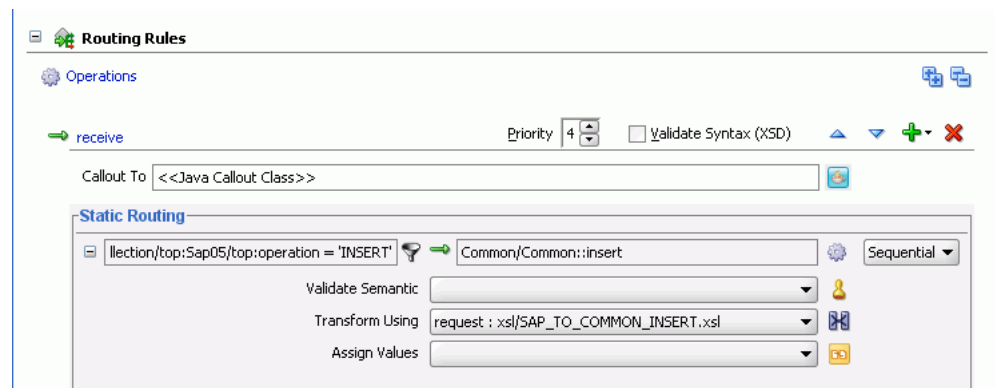 Routing Rules
Operations
receive Priority 4 Validate Syntax (XSD)
Callout To <<Java Callout Class>>
Static Routing
llection/top:Sap05/top:operation = 'INSERT' Common/Common::insert Sequential
Validate Semantic
Transform Using request : xsl/SAP_TO_COMMON_INSERT.xsl
Assign Values